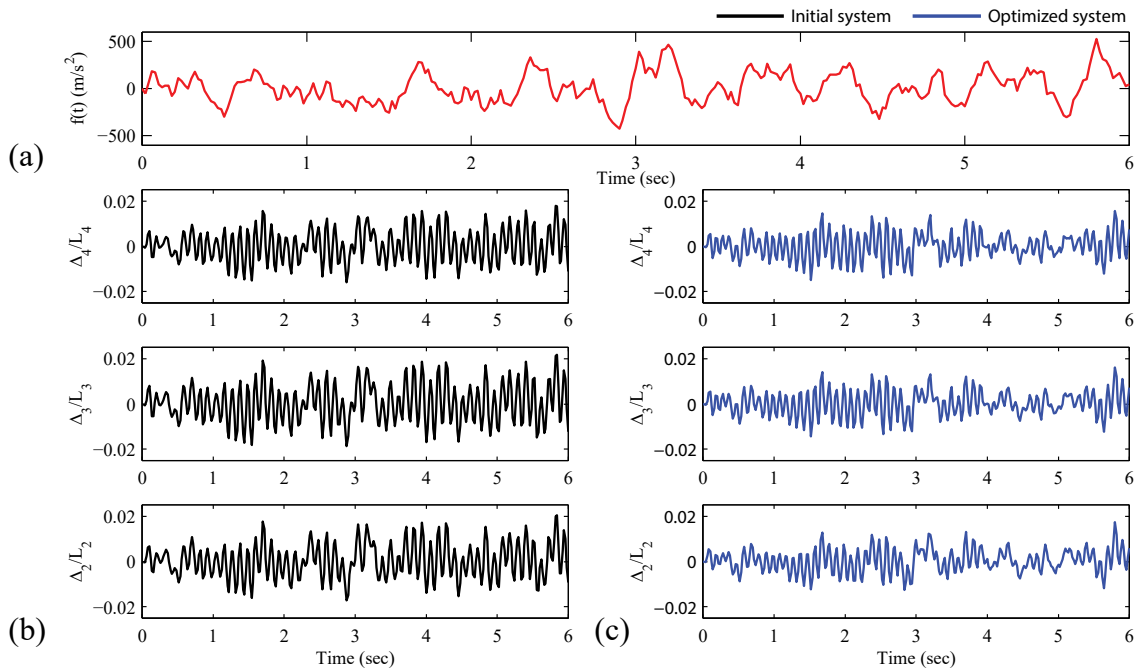 Initial system Optimized system
500
0
−500
f(t) (m/s²)
(a)
0 1 2 3 4 5 6
Time (sec)
0.02
0
−0.02
Δ₄/L₄
0 1 2 3 4 5 6
0.02
0
−0.02
Δ₄/L₄
0 1 2 3 4 5 6
0.02
0
−0.02
Δ₃/L₃
0 1 2 3 4 5 6
0.02
0
−0.02
Δ₃/L₃
0 1 2 3 4 5 6
0.02
0
−0.02
Δ₂/L₂
(b)
0 1 2 3 4 5 6
Time (sec)
0.02
0
−0.02
Δ₂/L₂
(c)
0 1 2 3 4 5 6
Time (sec)